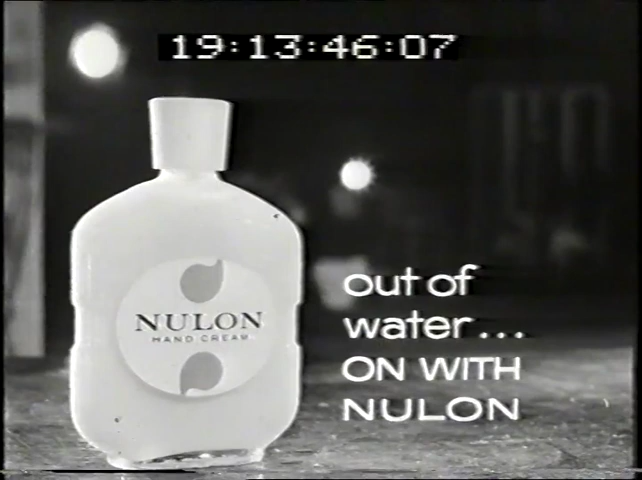 19:13:46:07
NULON
HAND CREAM
out of
water...
ON WITH
NULON